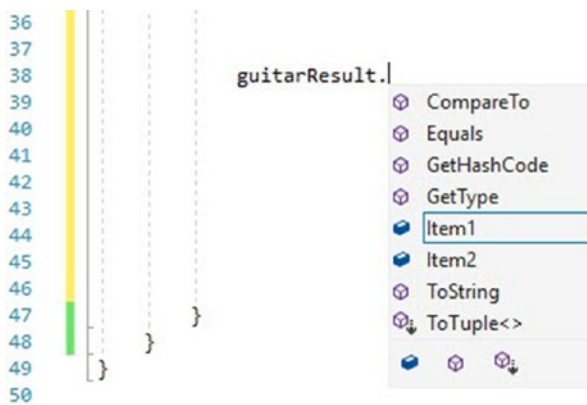 36
37
38 guitarResult.
39 CompareTo
40 Equals
41 GetHashCode
42 GetType
43 Item1
44 Item2
45 ToString
46 ToTuple<>
47 }
48 }
49 }
50